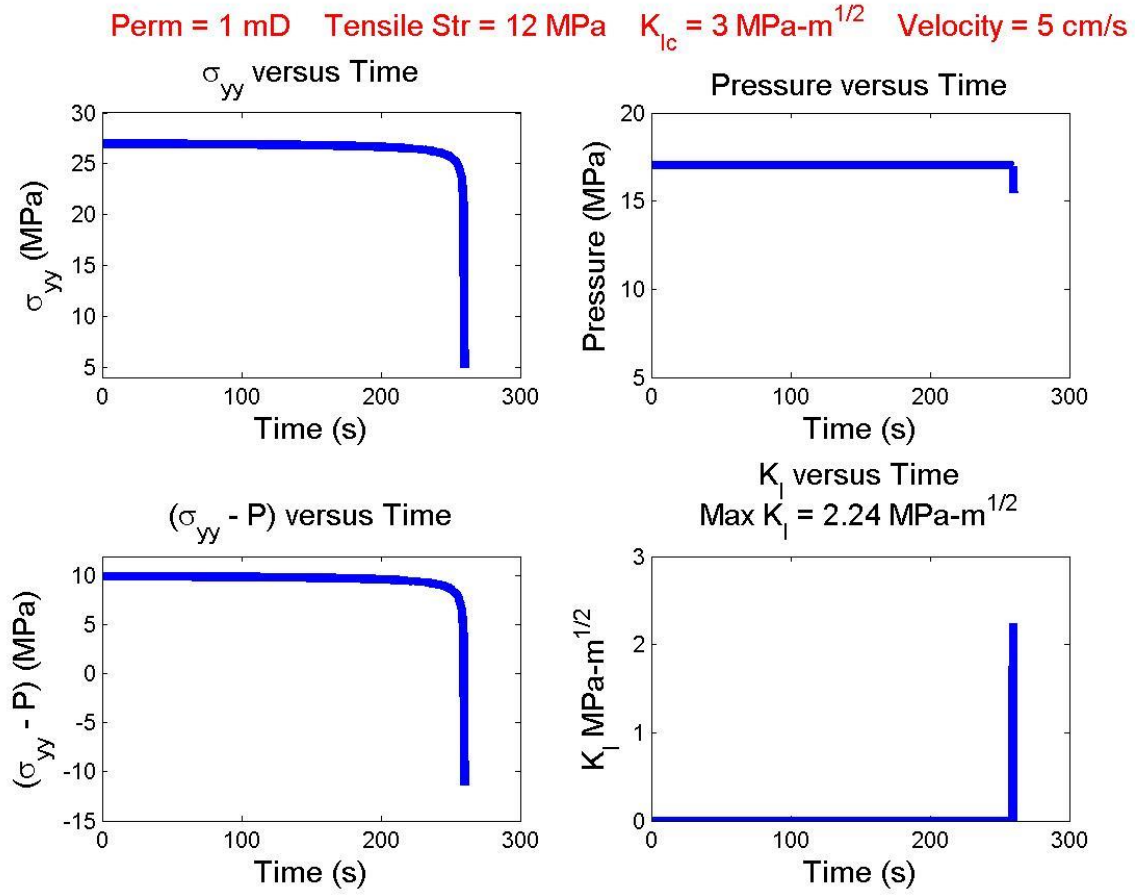 Perm = 1 mD Tensile Str = 12 MPa K_Ic = 3 MPa-m^1/2 Velocity = 5 cm/s
σ_yy versus Time
30
25
20
15
10
5
σ_yy (MPa)
0 100 200 300
Time (s)
Pressure versus Time
20
15
10
5
Pressure (MPa)
0 100 200 300
Time (s)
(σ_yy - P) versus Time
10
5
0
-5
-10
-15
(σ_yy - P) (MPa)
0 100 200 300
Time (s)
K_I versus Time
Max K_I = 2.24 MPa-m^1/2
3
2
1
0
K_I MPa-m^1/2
0 100 200 300
Time (s)